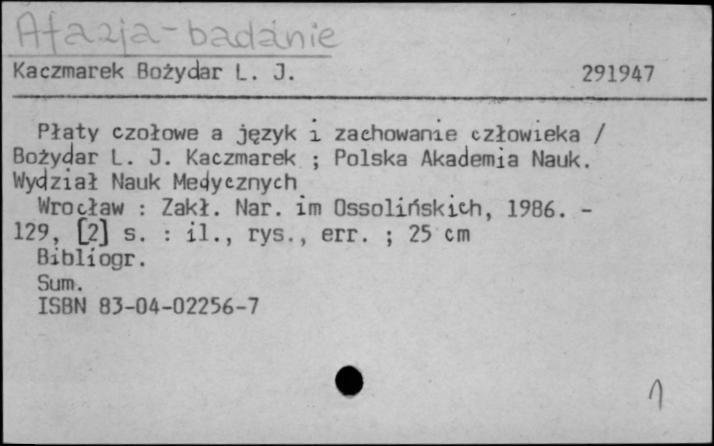 Afazja - badanie
Kaczmarek Bożydar L. J. 291947
Płaty czołowe a język i zachowanie człowieka /
Bożydar L. J. Kaczmarek ; Polska Akademia Nauk.
Wydział Nauk Medycznych
Wrocław : Zakł. Nar. im Ossolińskich, 1986. -
129, [2] s. : il., rys., err. ; 25 cm
Bibliogr.
Sum.
ISBN 83-04-02256-7
1